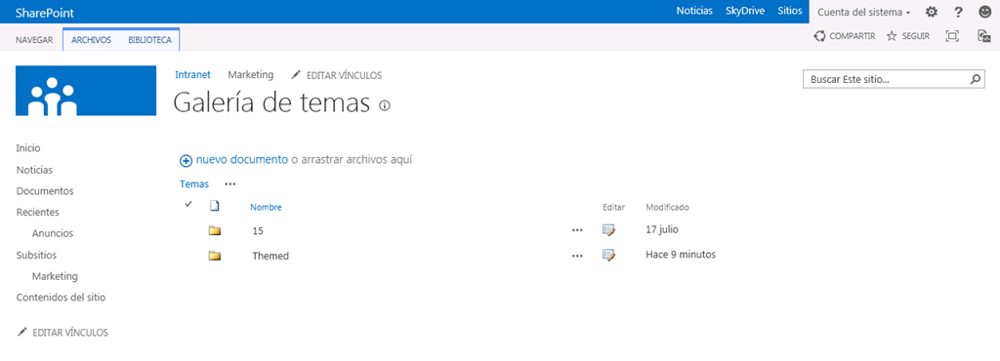 SharePoint Noticias SkyDrive Sitios Cuenta del sistema ?
NAVEGAR ARCHIVOS BIBLIOTECA COMPARTIR SEGUIR
Intranet Marketing EDITAR VÍNCULOS
Buscar Este sitio...
Galería de temas
Inicio
Noticias
Documentos
Recientes
Anuncios
Subsitios
Marketing
Contenidos del sitio
EDITAR VÍNCULOS
nuevo documento o arrastrar archivos aquí
Temas ...
Nombre Editar Modificado
15 ... 17 julio
Themed ... Hace 9 minutos